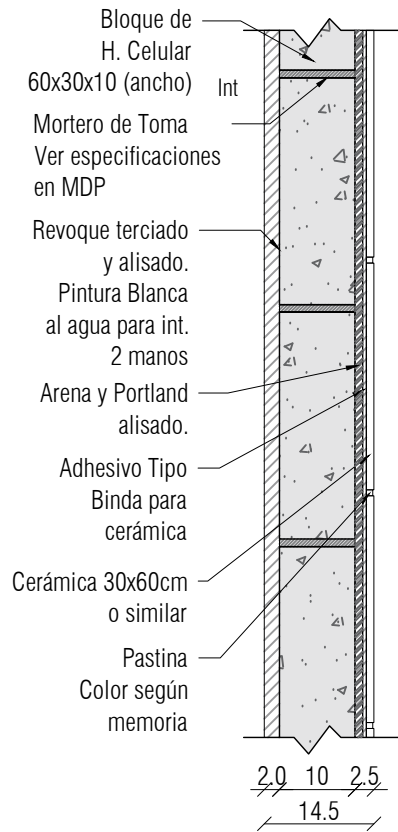 Bloque de
H. Celular
60x30x10 (ancho)
Int
Mortero de Toma
Ver especificaciones
en MDP
Revoque terciado
y alisado.
Pintura Blanca
al agua para int.
2 manos
Arena y Portland
alisado.
Adhesivo Tipo
Binda para
cerámica
Cerámica 30x60cm
o similar
Pastina
Color según
memoria
2.0 10 2.5
14.5